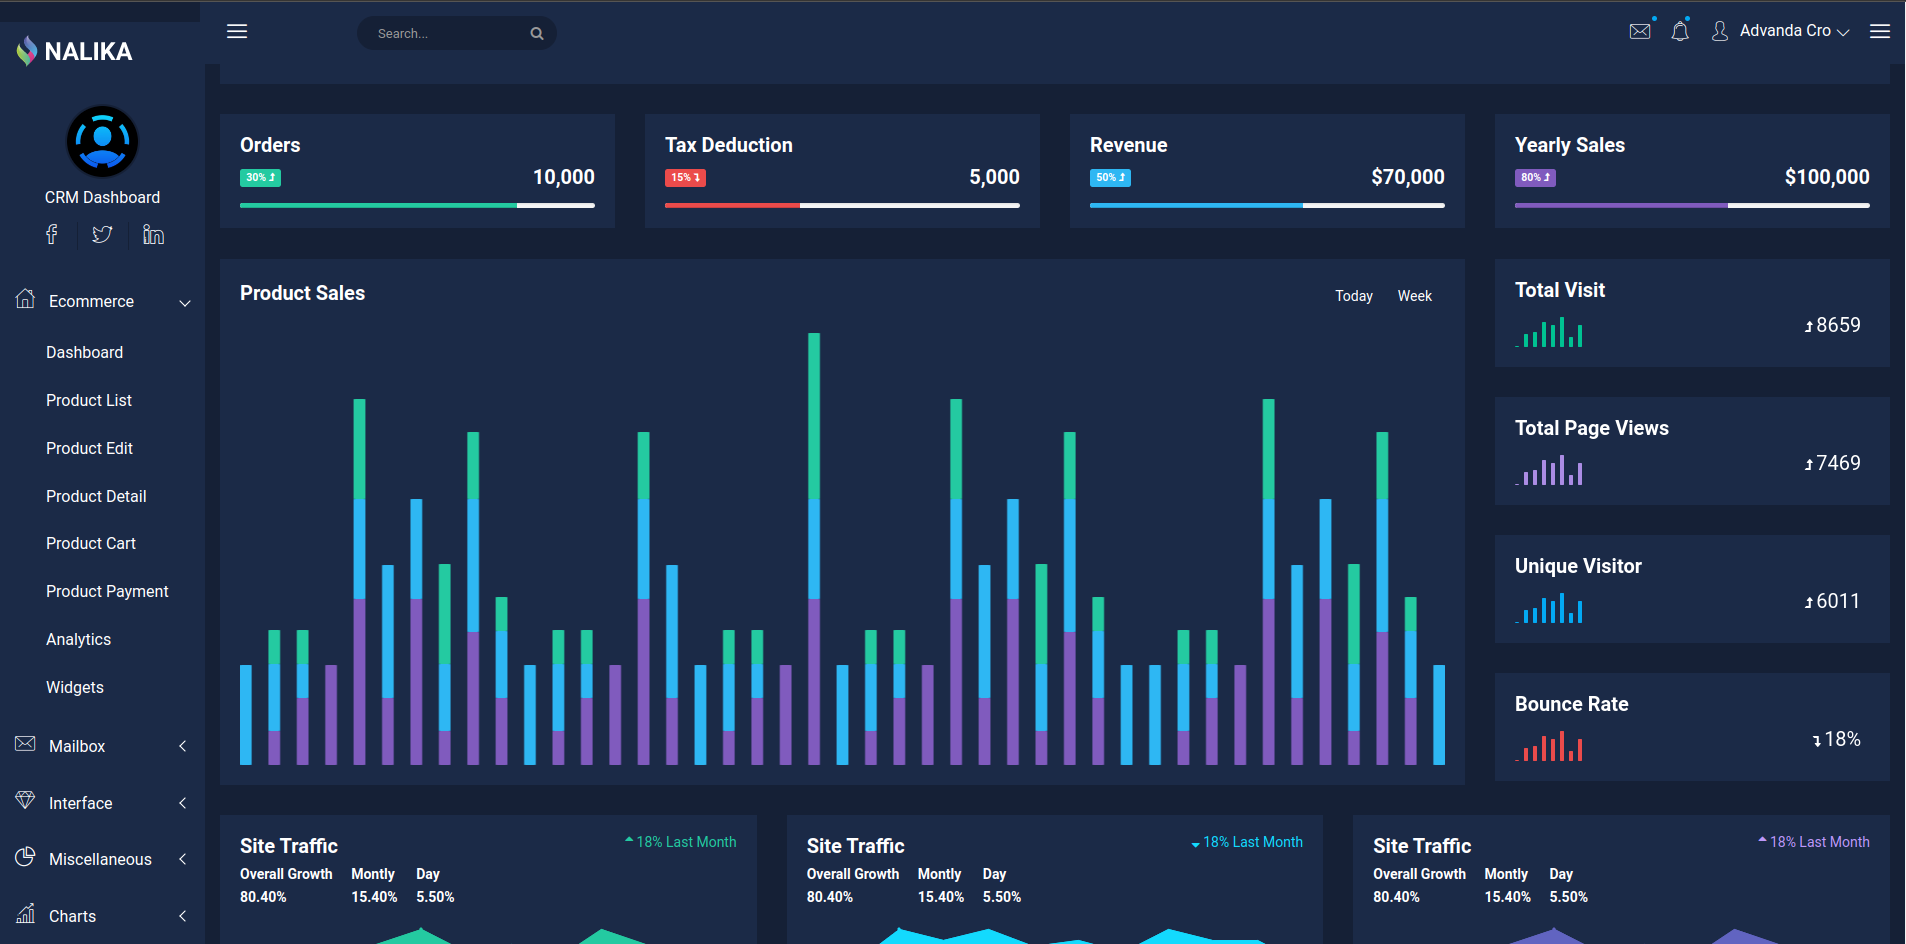 NALIKA
Search...
Advanda Cro
CRM Dashboard
Ecommerce
Dashboard
Product List
Product Edit
Product Detail
Product Cart
Product Payment
Analytics
Widgets
Mailbox
Interface
Miscellaneous
Charts
Orders
30%
10,000
Tax Deduction
15%
5,000
Revenue
50%
$70,000
Yearly Sales
80%
$100,000
Product Sales
Today Week
Total Visit
8659
Total Page Views
7469
Unique Visitor
6011
Bounce Rate
18%
Site Traffic
18% Last Month
Overall Growth Montly Day
80.40% 15.40% 5.50%
Site Traffic
18% Last Month
Overall Growth Montly Day
80.40% 15.40% 5.50%
Site Traffic
18% Last Month
Overall Growth Montly Day
80.40% 15.40% 5.50%